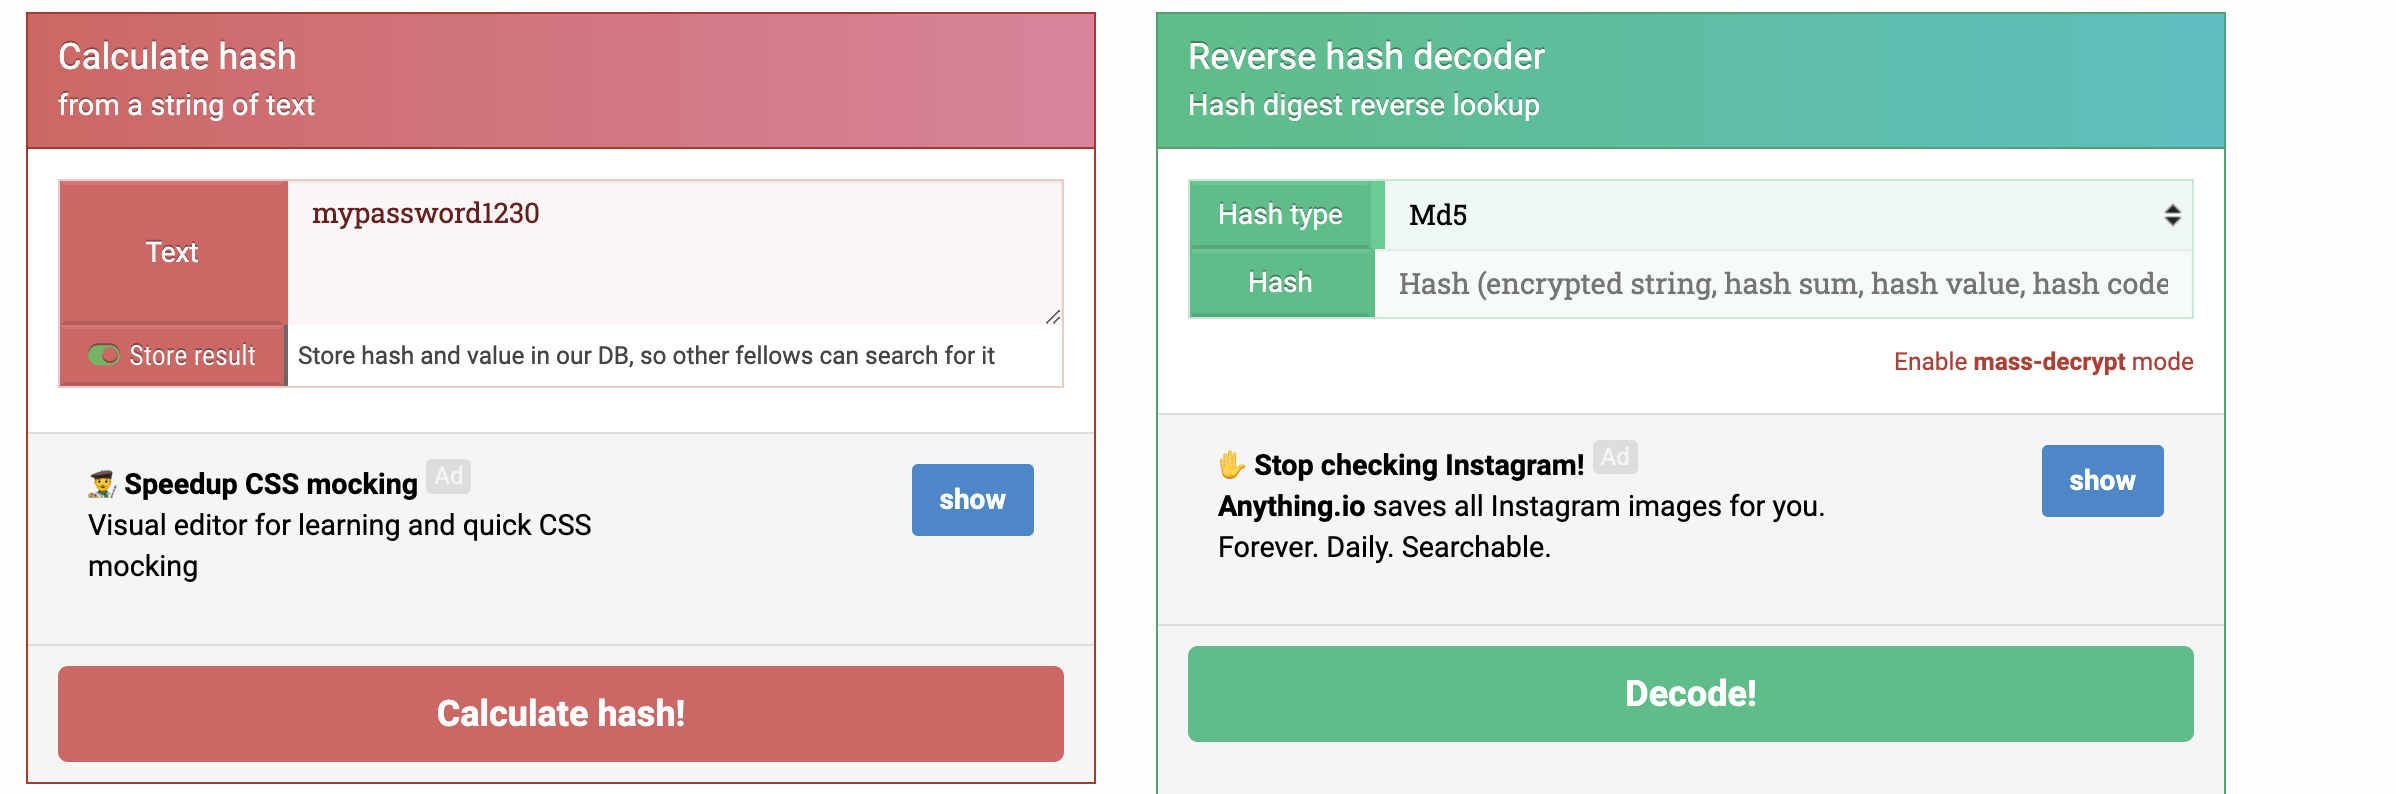 Calculate hash
from a string of text
Text
mypassword1230
Store result
Store hash and value in our DB, so other fellows can search for it
Speedup CSS mocking Ad
Visual editor for learning and quick CSS
mocking
show
Calculate hash!
Reverse hash decoder
Hash digest reverse lookup
Hash type
Md5
Hash
Hash (encrypted string, hash sum, hash value, hash code
Enable mass-decrypt mode
Stop checking Instagram! Ad
Anything.io saves all Instagram images for you.
Forever. Daily. Searchable.
show
Decode!